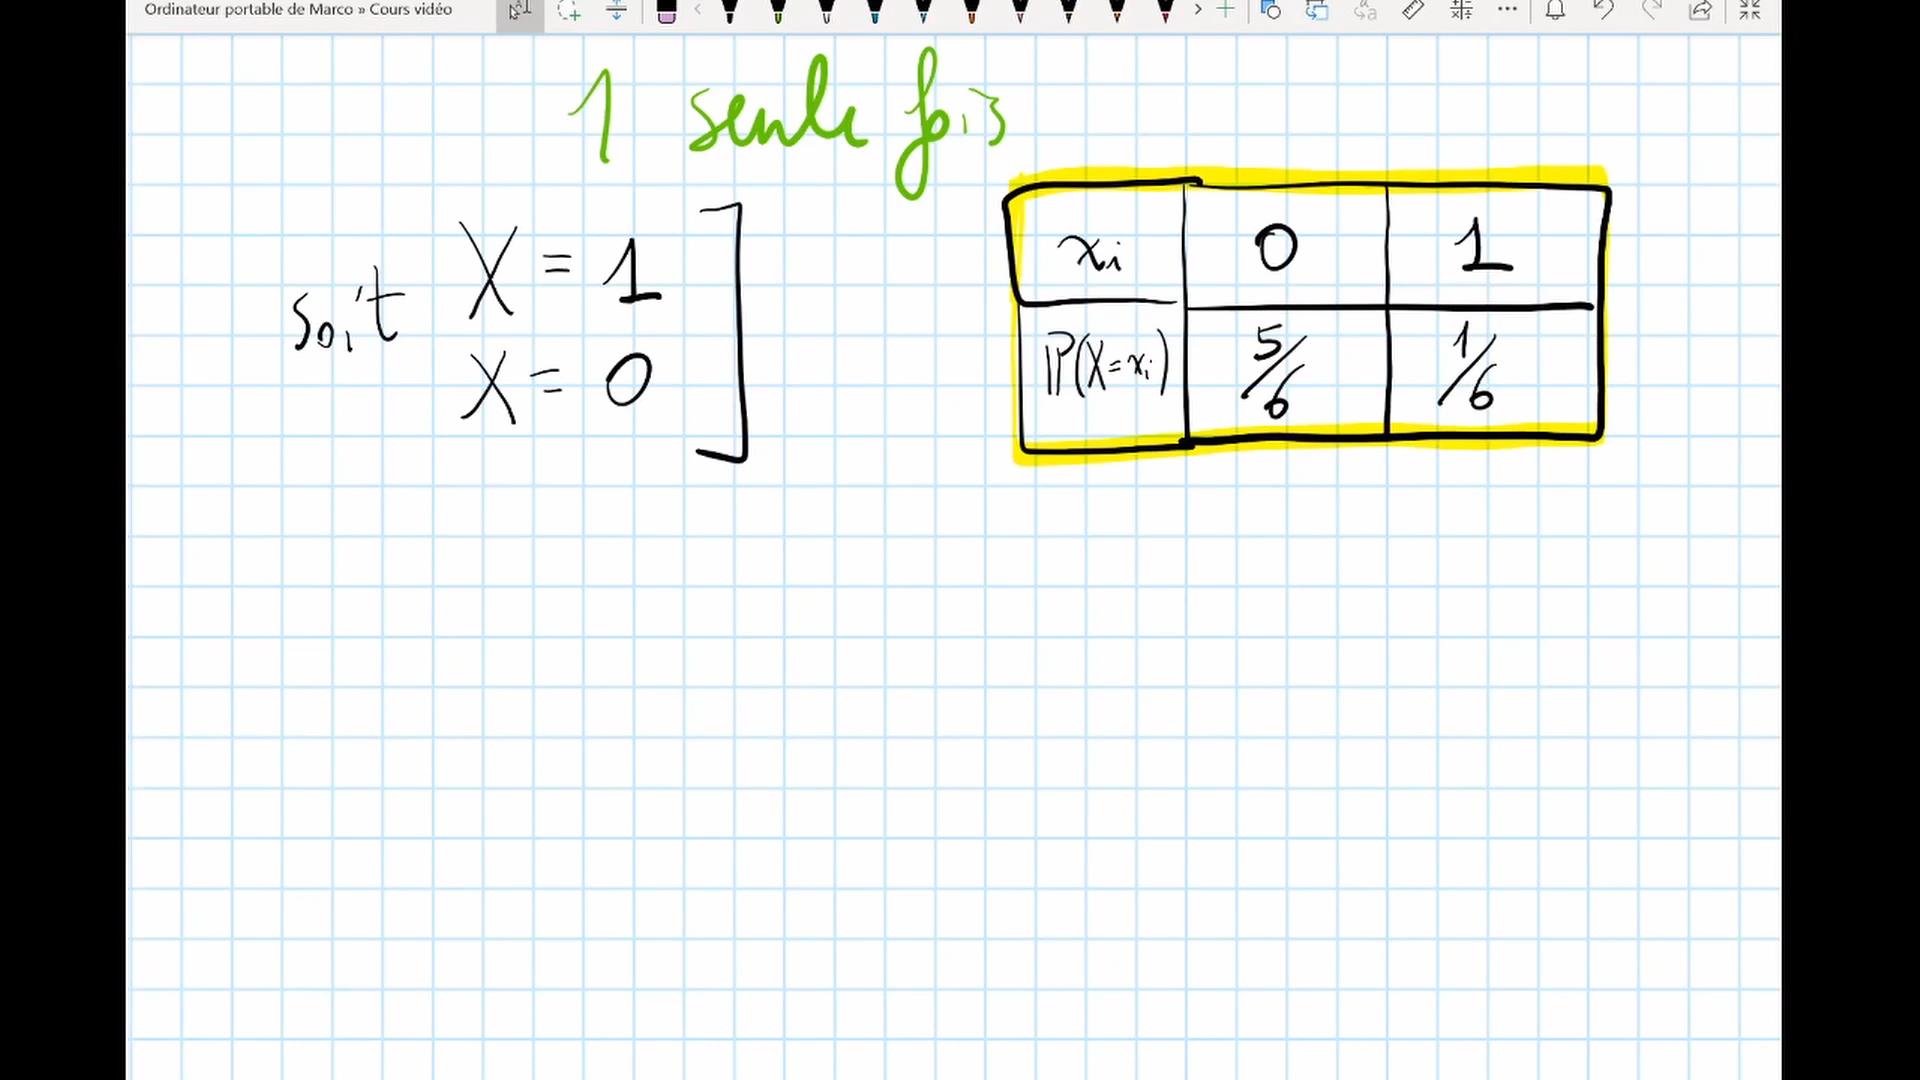 Ordinateur portable de Marco » Cours vidéo
1 seule fois
soit X = 1
X = 0
xi 0 1
ℙ(X=xi) 5/6 1/6